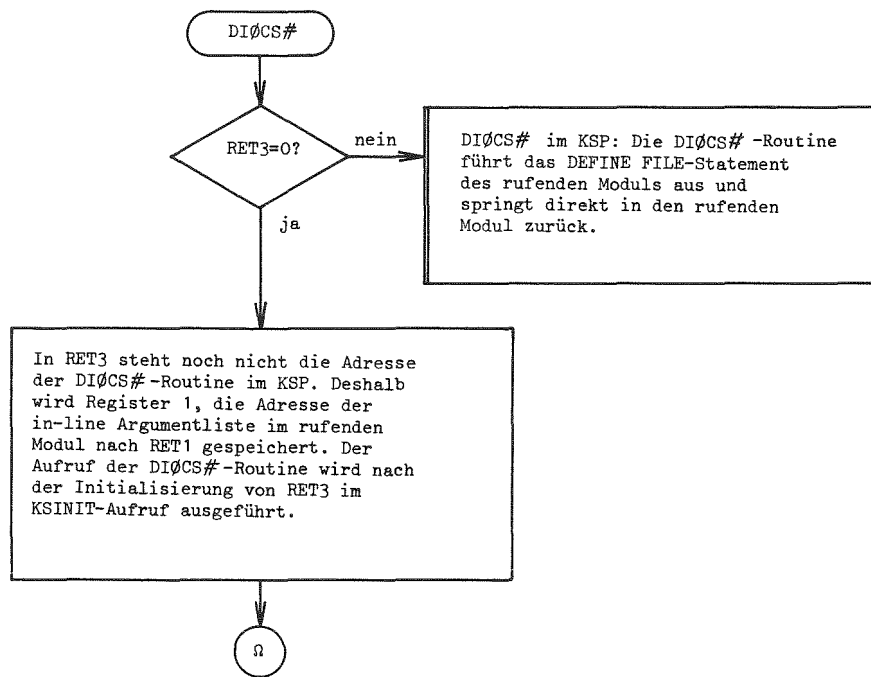 DIØCS#
RET3=0?
nein
ja
DIØCS# im KSP: Die DIØCS# -Routine
führt das DEFINE FILE-Statement
des rufenden Moduls aus und
springt direkt in den rufenden
Modul zurück.
In RET3 steht noch nicht die Adresse
der DIØCS# -Routine im KSP. Deshalb
wird Register 1, die Adresse der
in-line Argumentliste im rufenden
Modul nach RET1 gespeichert. Der
Aufruf der DIØCS# -Routine wird nach
der Initialisierung von RET3 im
KSINIT-Aufruf ausgeführt.
Ω